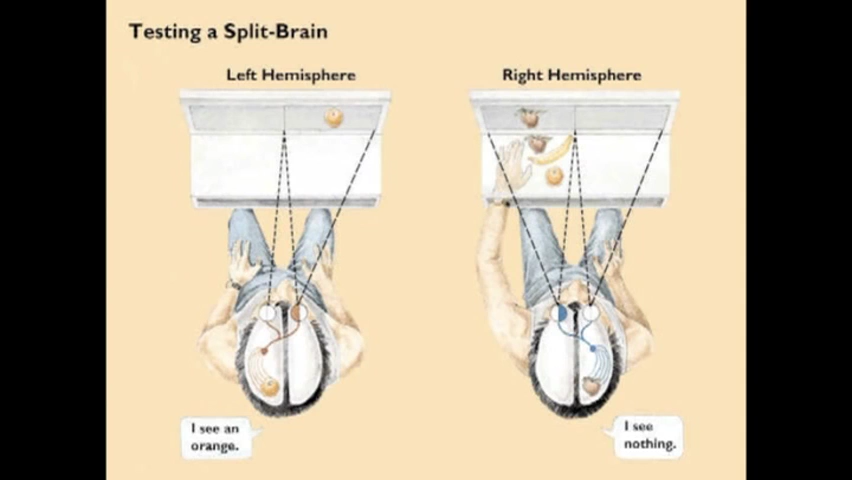 Testing a Split-Brain
Left Hemisphere
Right Hemisphere
I see an
orange.
I see
nothing.